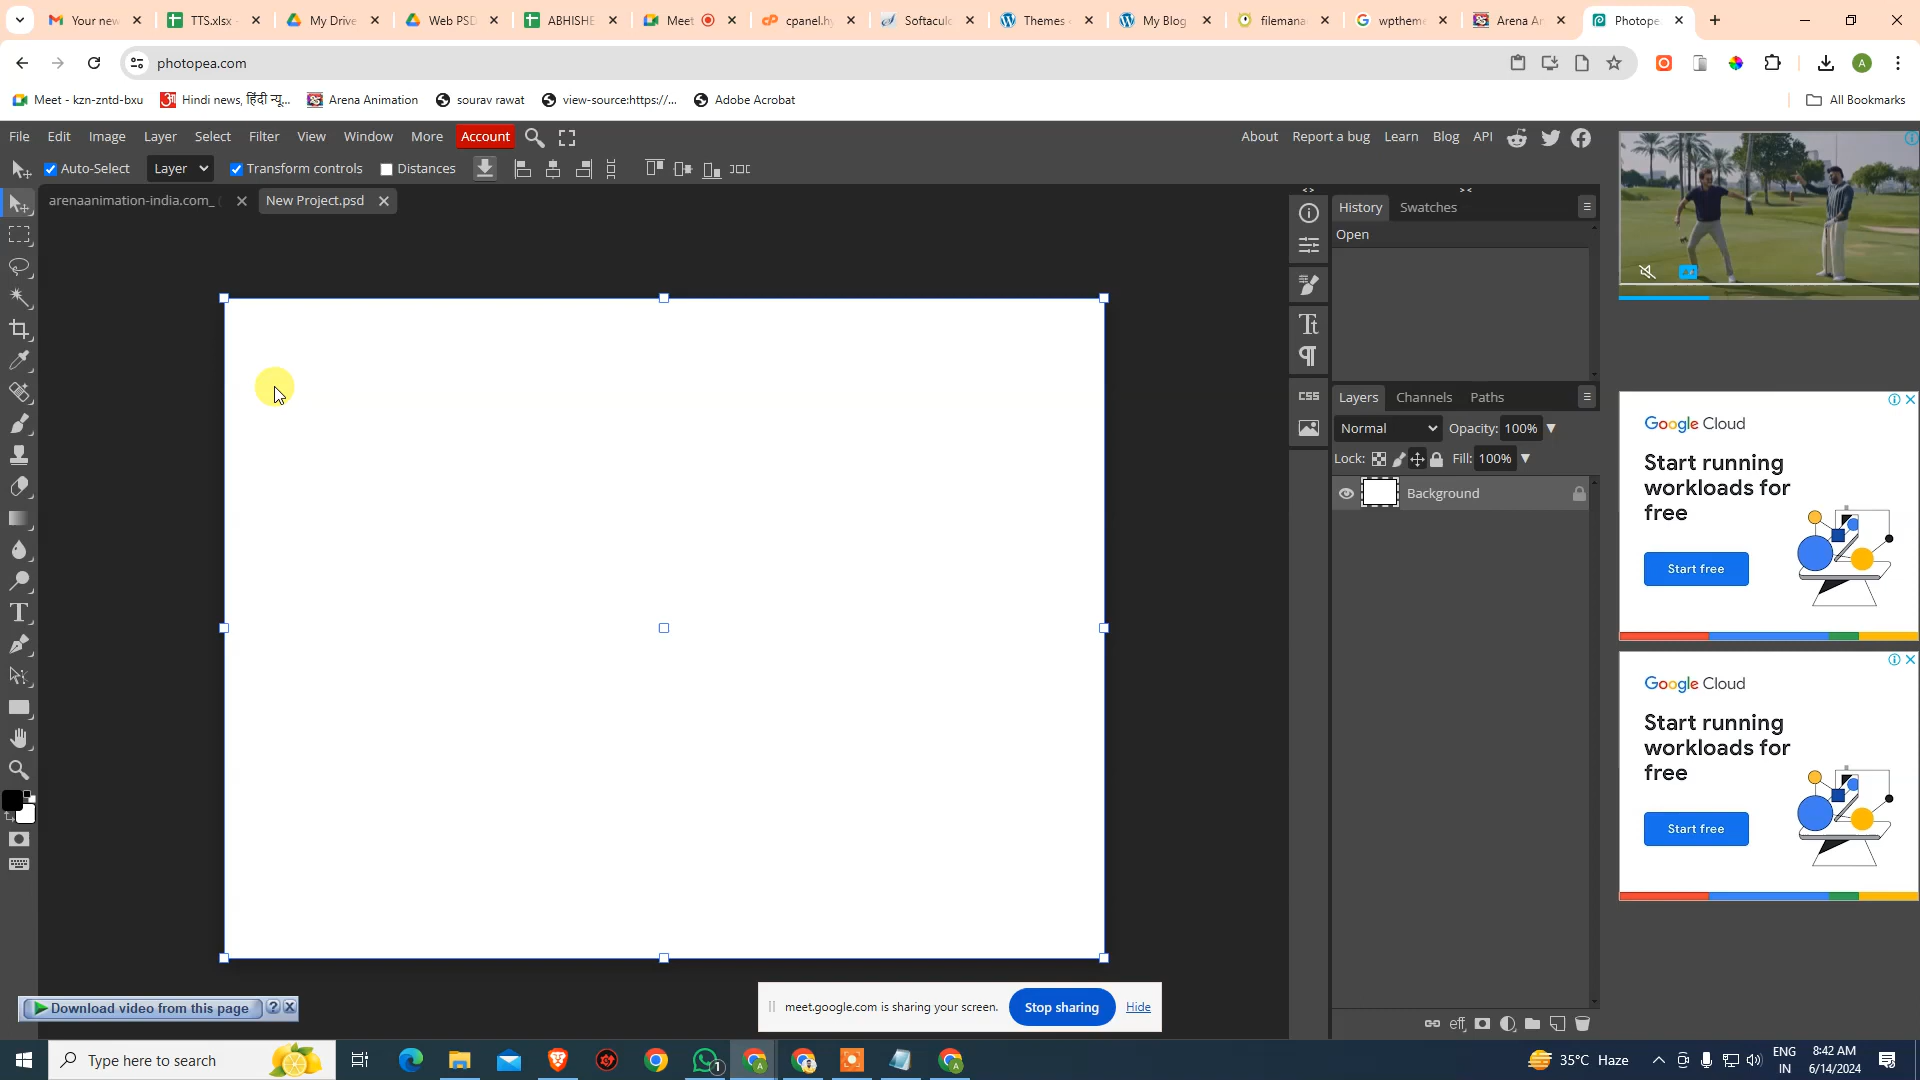 Your new
TTS.xlsx -
My Drive
Web PSD
ABHISHE
Meet
cpanel.hy
Softacul
Themes
My Blog
filemana
wptheme
Arena An
Photope
photopea.com
Meet - kzn-zntd-bxu
Hindi news, हिंदी न्यू...
Arena Animation
sourav rawat
view-source:https://...
Adobe Acrobat
All Bookmarks
File Edit Image Layer Select Filter View Window More Account
About Report a bug Learn Blog API
Auto-Select Layer Transform controls Distances
arenaanimation-india.com_
New Project.psd
History Swatches
Open
CSS
Layers Channels Paths
Normal Opacity: 100%
Lock: Fill: 100%
Background
eff
Google Cloud
Start running
workloads for
free
Start free
Google Cloud
Start running
workloads for
free
Start free
Download video from this page
meet.google.com is sharing your screen.
Stop sharing
Hide
Type here to search
1
35°C Haze
ENG
IN
8:42 AM
6/14/2024